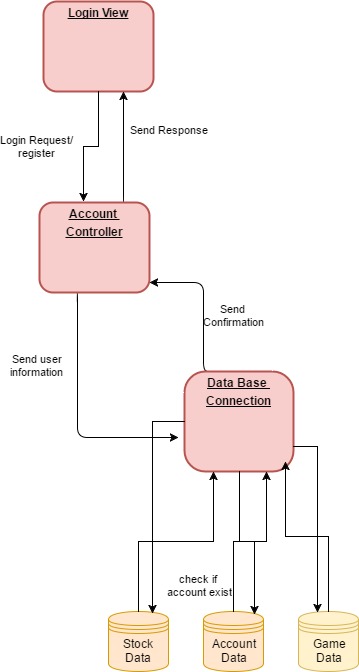 Login View
Login Request/
register
Send Response
Account
Controller
Send
Confirmation
Send user
information
Data Base
Connection
check if
account exist
Stock
Data
Account
Data
Game
Data